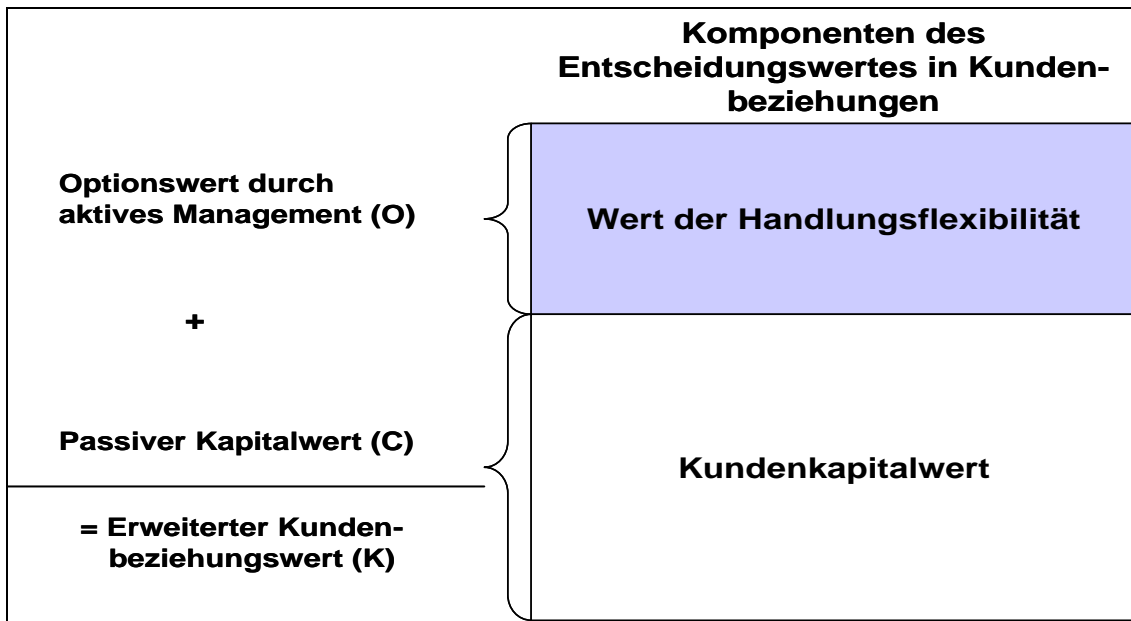 Komponenten des
Entscheidungswertes in Kunden-
beziehungen
Optionswert durch
aktives Management (O)
Wert der Handlungsflexibilität
+
Passiver Kapitalwert (C)
Kundenkapitalwert
= Erweiterter Kunden-
beziehungswert (K)